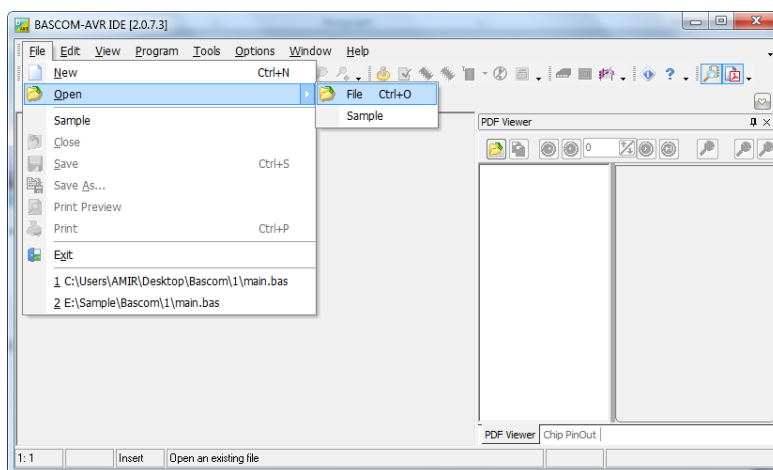 BASCOM-AVR IDE [2.0.7.3]
File Edit View Program Tools Options Window Help
New Ctrl+N
Open
File Ctrl+O
Sample
Sample
Close
Save Ctrl+S
Save As...
Print Preview
Print Ctrl+P
Exit
1 C:\Users\AMIR\Desktop\Bascom\1\main.bas
2 E:\Sample\Bascom\1\main.bas
PDF Viewer
0
PDF Viewer Chip PinOut
1: 1 Insert Open an existing file